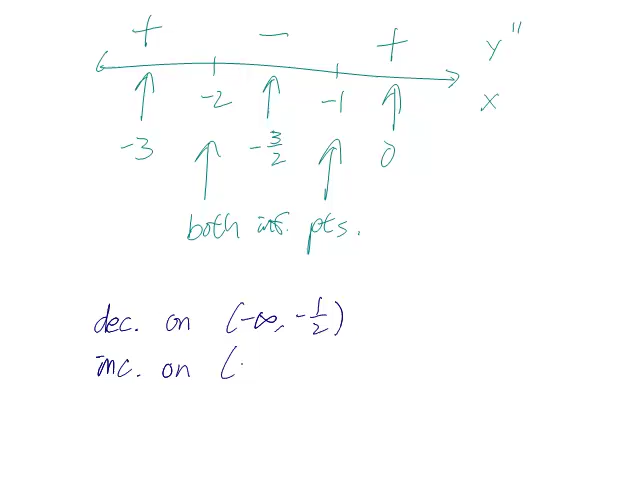 + − + y"
-2 -1 x
-3 -3/2 0
both inf. pts.
dec. on (-∞, -1/2)
inc. on (